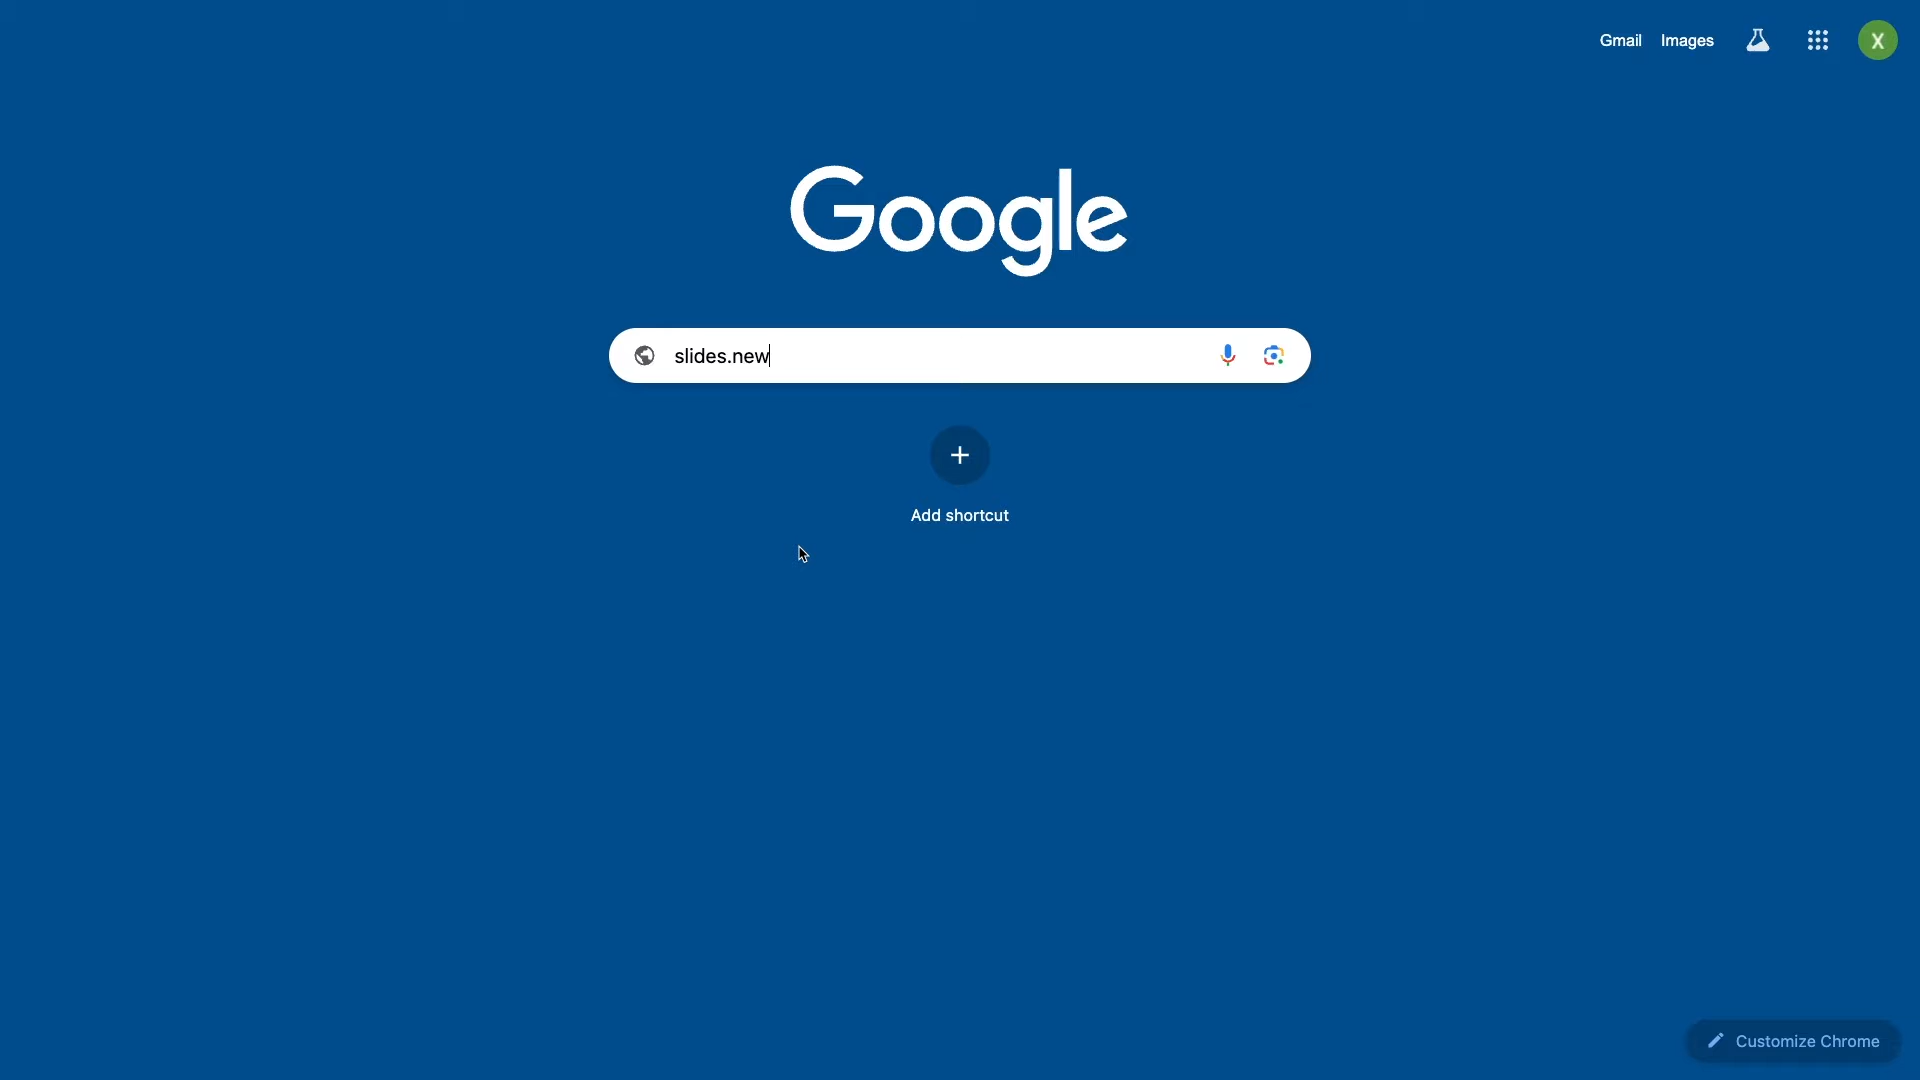 Gmail Images X
Google
slides.new
Add shortcut
Customize Chrome